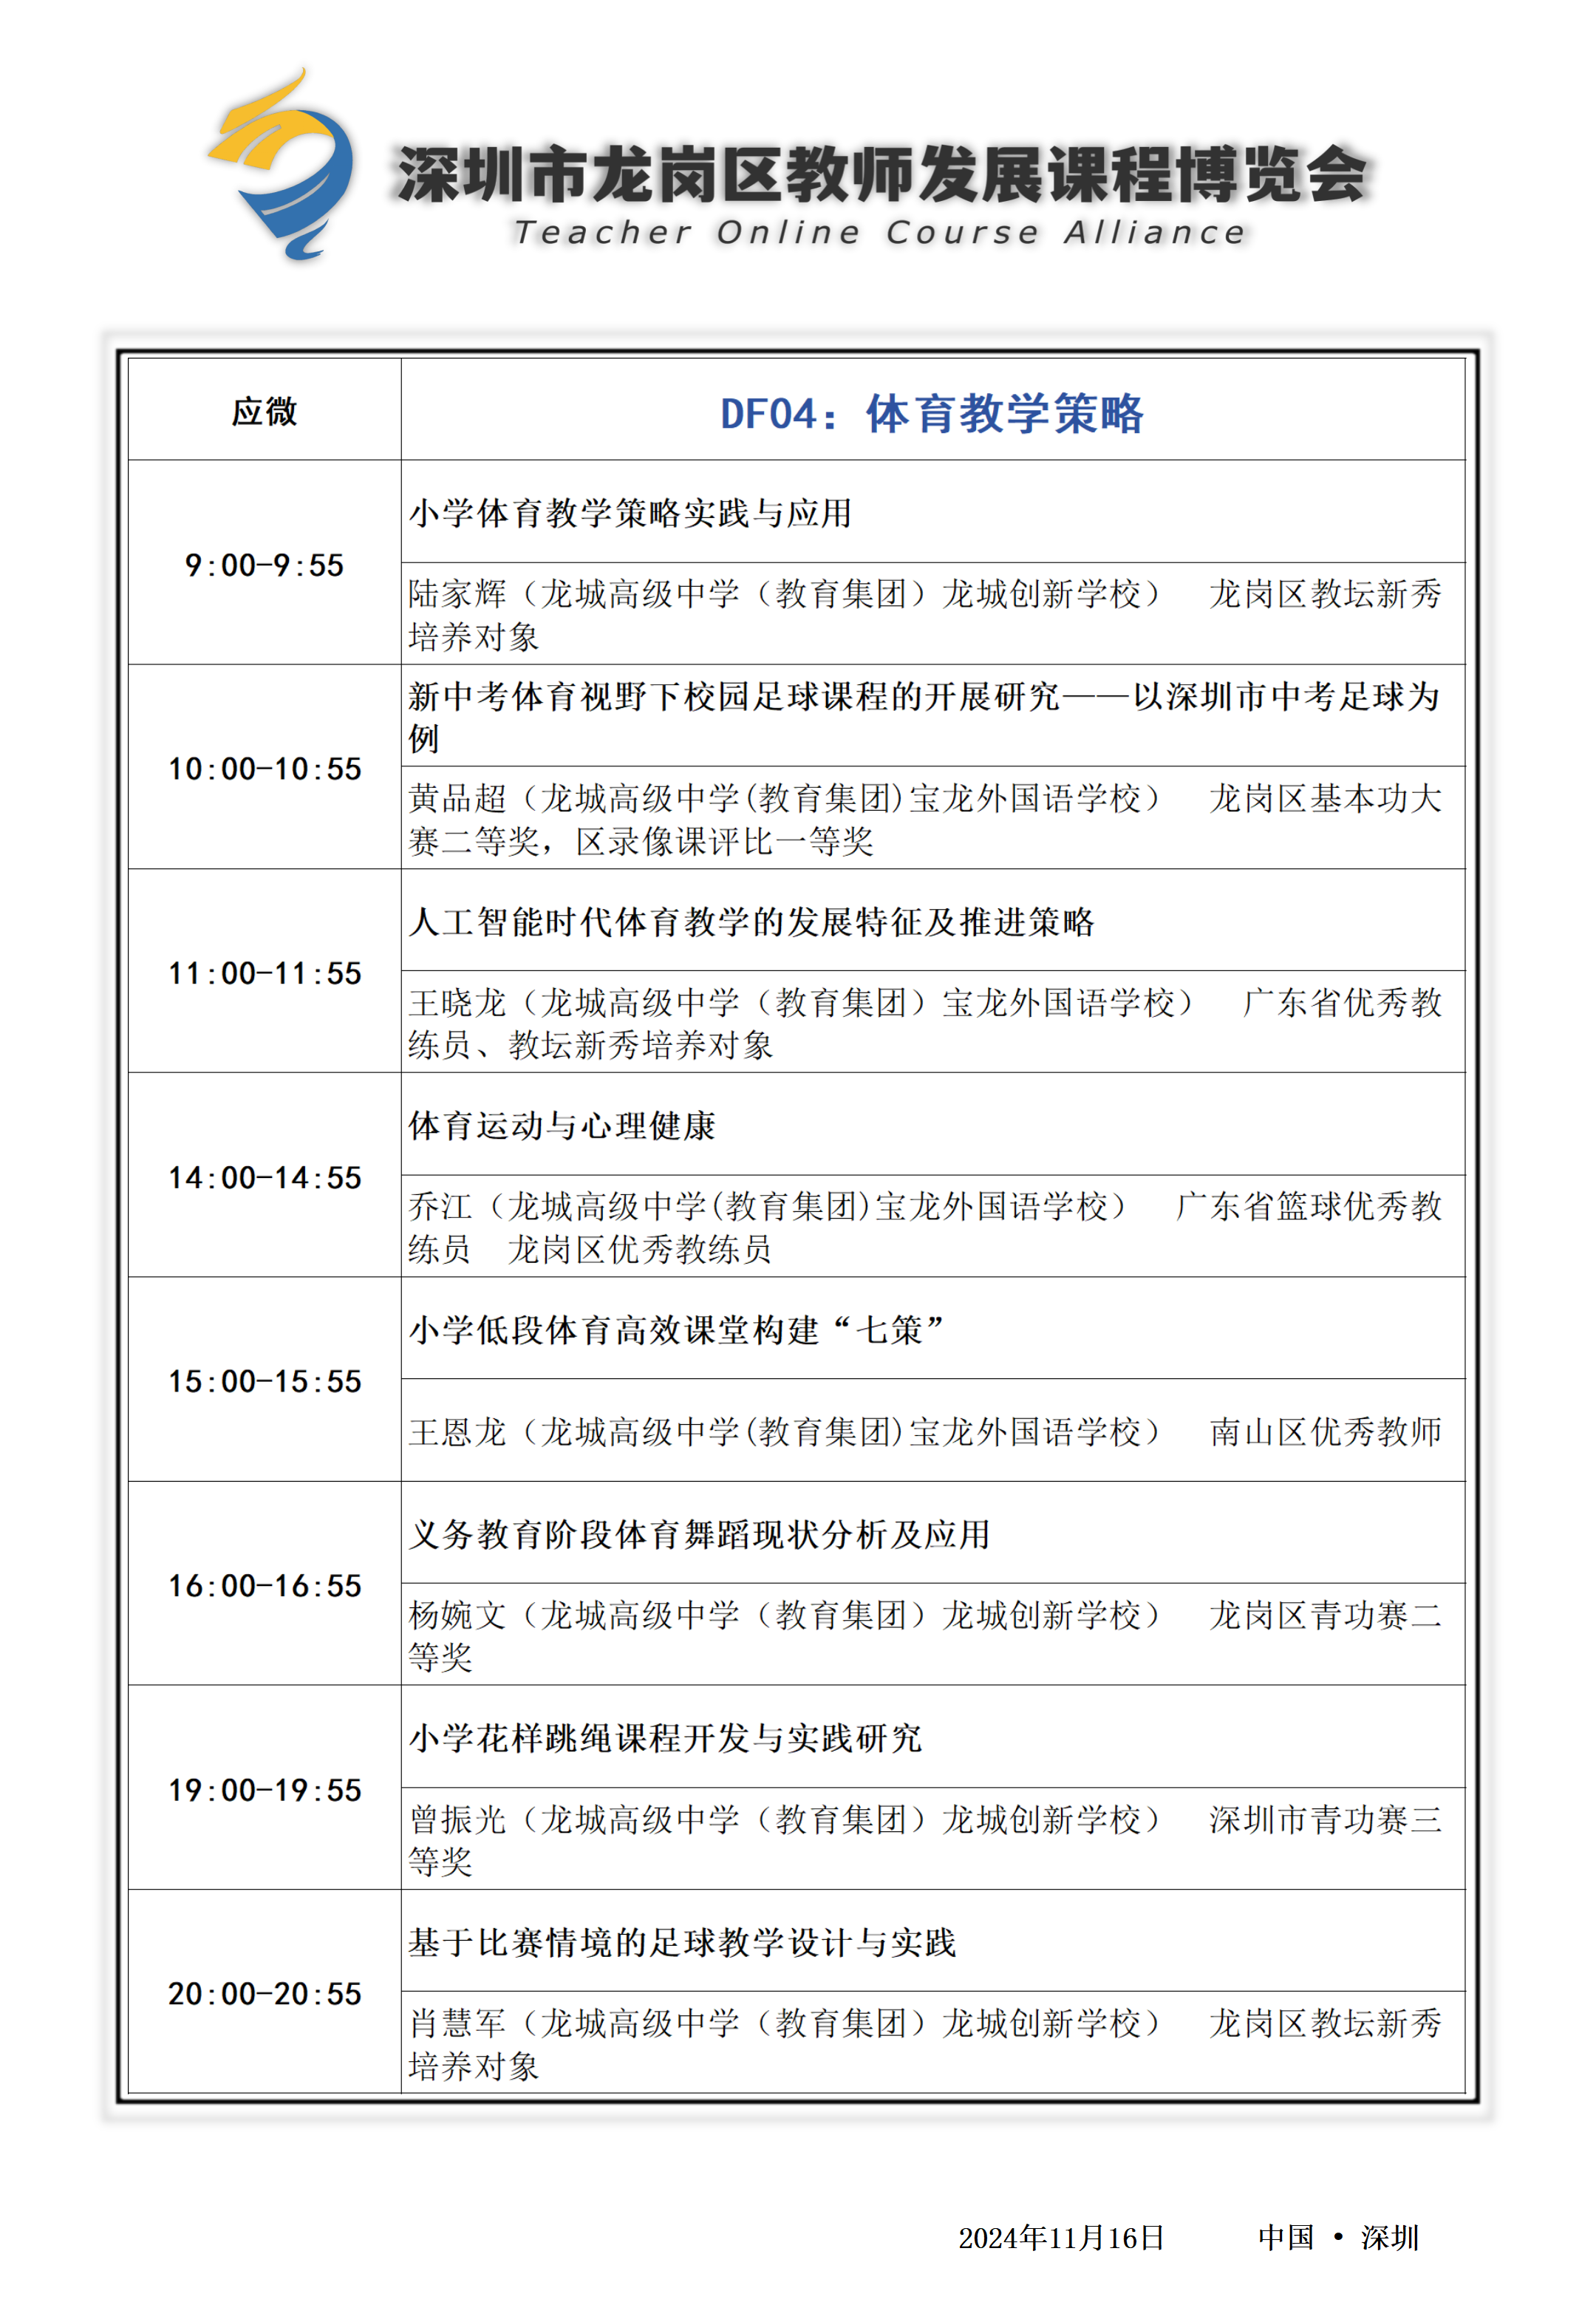 深圳市龙岗区教师发展课程博览会
Teacher Online Course Alliance
应微
DF04：体育教学策略
9:00-9:55
小学体育教学策略实践与应用
陆家辉（龙城高级中学（教育集团）龙城创新学校）　龙岗区教坛新秀
培养对象
10:00-10:55
新中考体育视野下校园足球课程的开展研究——以深圳市中考足球为
例
黄品超（龙城高级中学(教育集团)宝龙外国语学校）　龙岗区基本功大
赛二等奖，区录像课评比一等奖
11:00-11:55
人工智能时代体育教学的发展特征及推进策略
王晓龙（龙城高级中学（教育集团）宝龙外国语学校）　广东省优秀教
练员、教坛新秀培养对象
14:00-14:55
体育运动与心理健康
乔江（龙城高级中学(教育集团)宝龙外国语学校）　广东省篮球优秀教
练员　龙岗区优秀教练员
15:00-15:55
小学低段体育高效课堂构建“七策”
王恩龙（龙城高级中学(教育集团)宝龙外国语学校）　南山区优秀教师
16:00-16:55
义务教育阶段体育舞蹈现状分析及应用
杨婉文（龙城高级中学（教育集团）龙城创新学校）　龙岗区青功赛二
等奖
19:00-19:55
小学花样跳绳课程开发与实践研究
曾振光（龙城高级中学（教育集团）龙城创新学校）　深圳市青功赛三
等奖
20:00-20:55
基于比赛情境的足球教学设计与实践
肖慧军（龙城高级中学（教育集团）龙城创新学校）　龙岗区教坛新秀
培养对象
2024年11月16日　　　中国 • 深圳